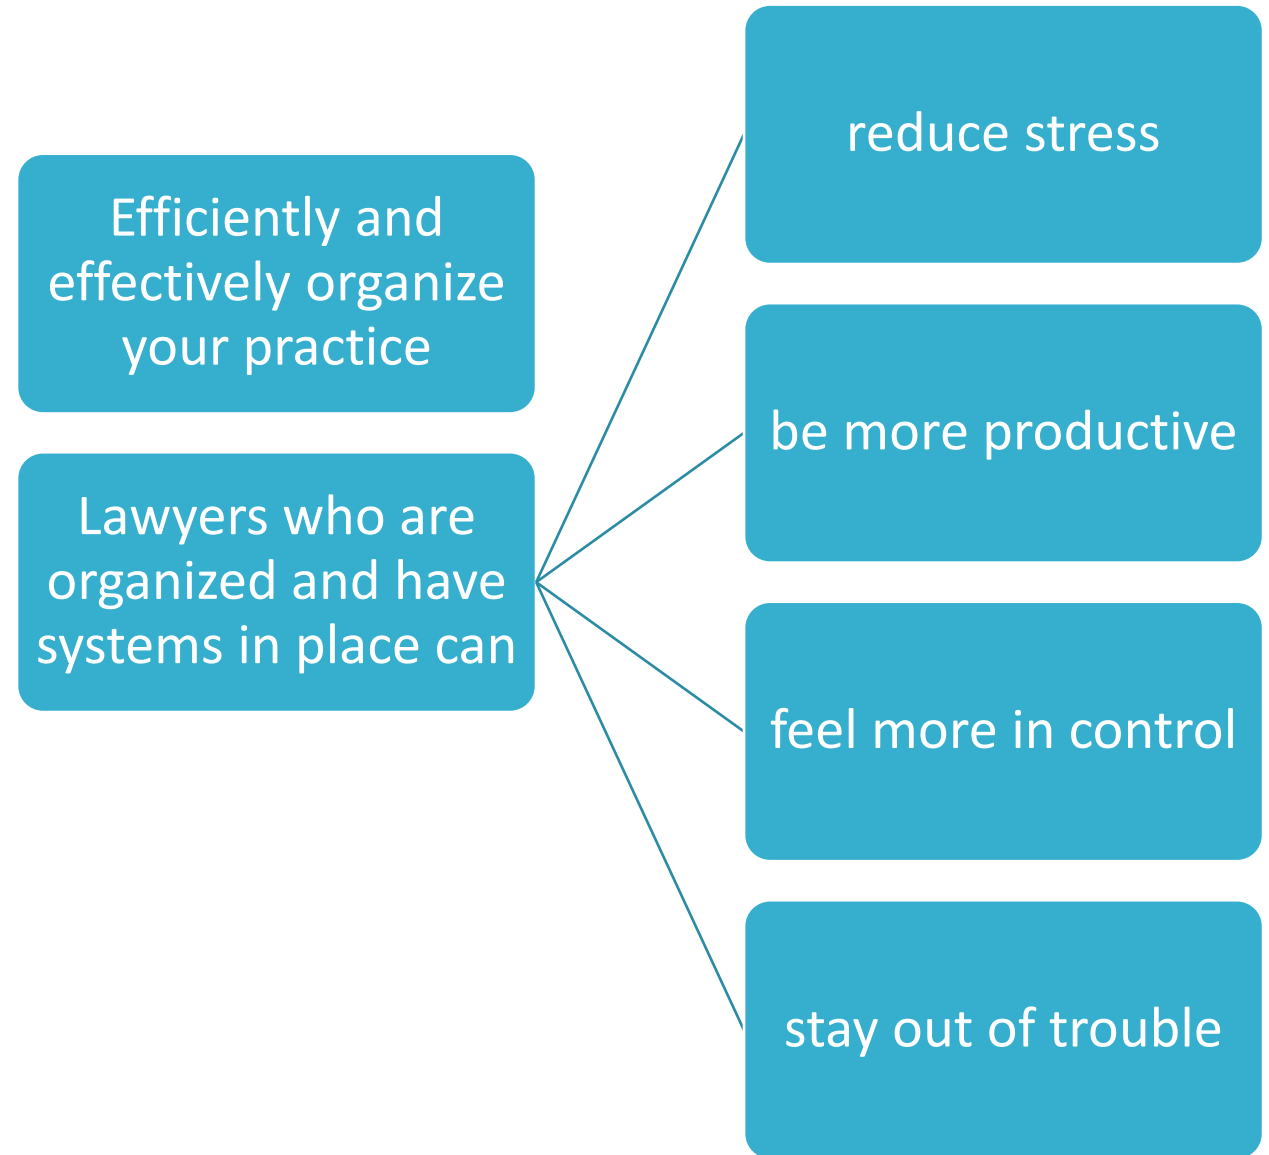 Efficiently and
effectively organize
your practice
Lawyers who are
organized and have
systems in place can
reduce stress
be more productive
feel more in control
stay out of trouble